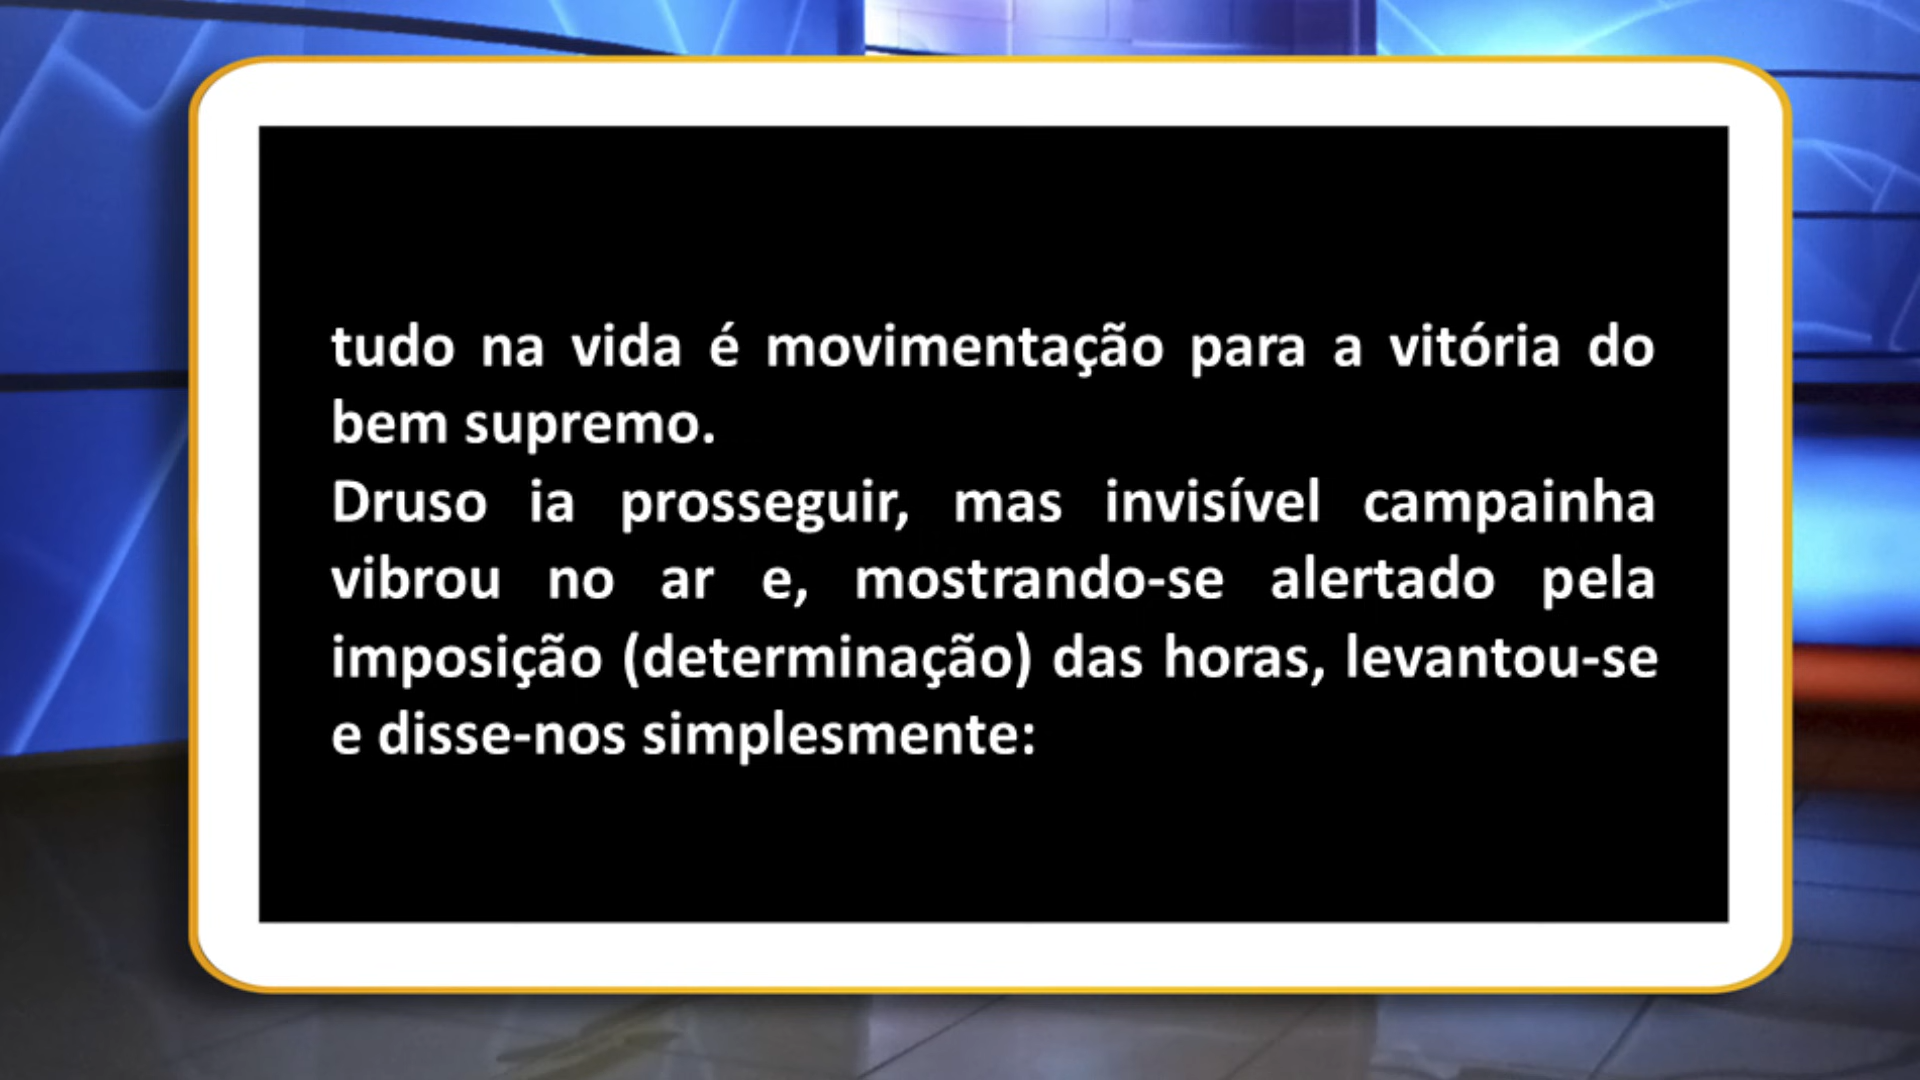 tudo na vida é movimentação para a vitória do
bem supremo.
Druso ia prosseguir, mas invisível campainha
vibrou no ar e, mostrando-se alertado pela
imposição (determinação) das horas, levantou-se
e disse-nos simplesmente: